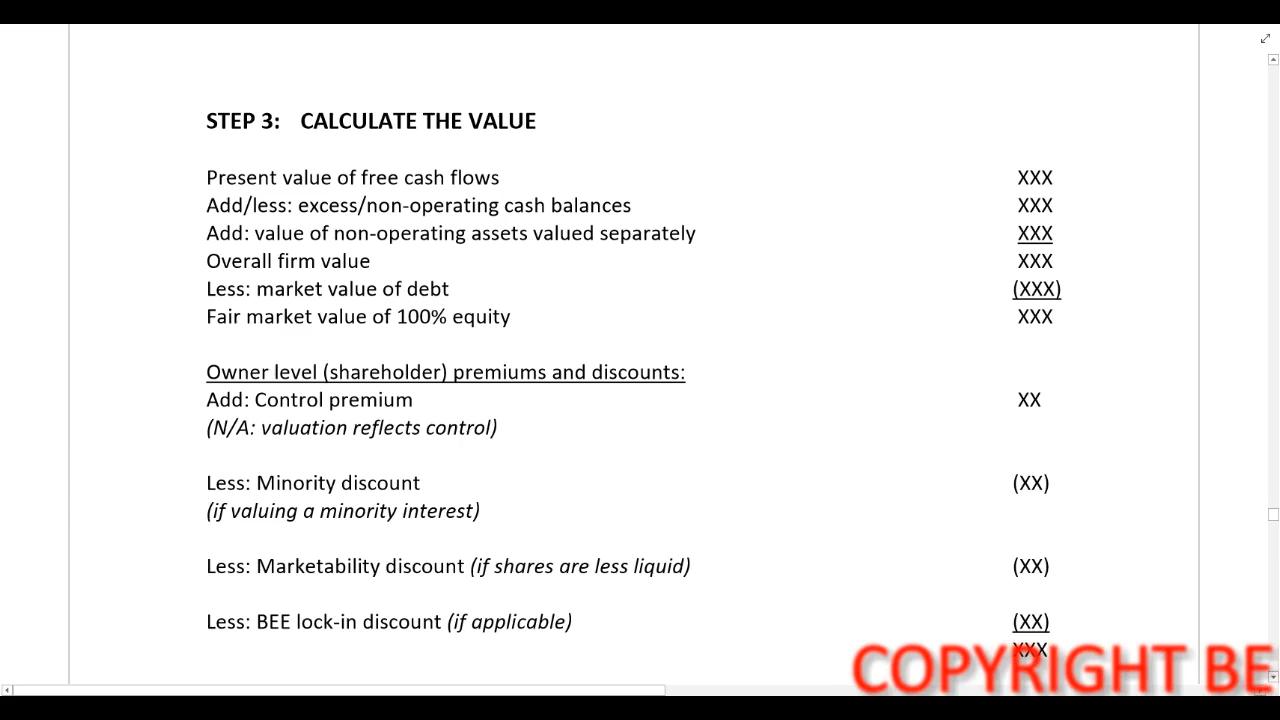 STEP 3: CALCULATE THE VALUE
Present value of free cash flows XXX
Add/less: excess/non-operating cash balances XXX
Add: value of non-operating assets valued separately XXX
Overall firm value XXX
Less: market value of debt (XXX)
Fair market value of 100% equity XXX
Owner level (shareholder) premiums and discounts:
Add: Control premium XX
(N/A: valuation reflects control)
Less: Minority discount (XX)
(if valuing a minority interest)
Less: Marketability discount (if shares are less liquid) (XX)
Less: BEE lock-in discount (if applicable) (XX)
XXX
COPYRIGHT BE